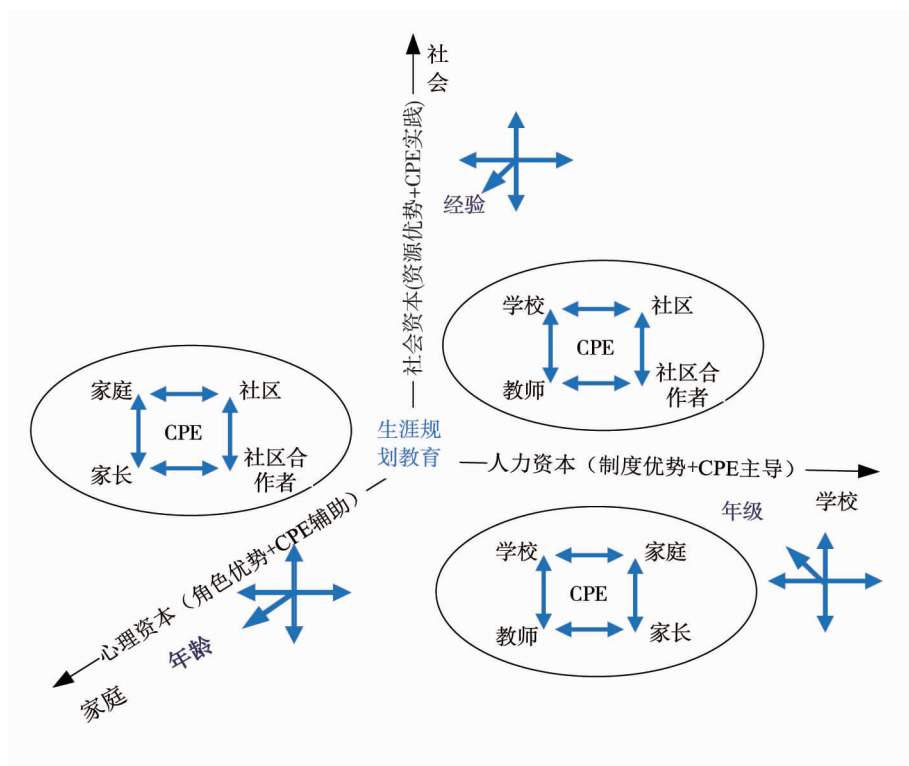 社
会
社会资本(资源优势+CPE实践)
经验
学校
社区
CPE
教师
社区合
作者
家庭
社区
CPE
家长
社区合
作者
生涯规
划教育
人力资本（制度优势+CPE主导）
学校
年级
心理资本（角色优势+CPE辅助）
年龄
家庭
学校
家庭
CPE
教师
家长